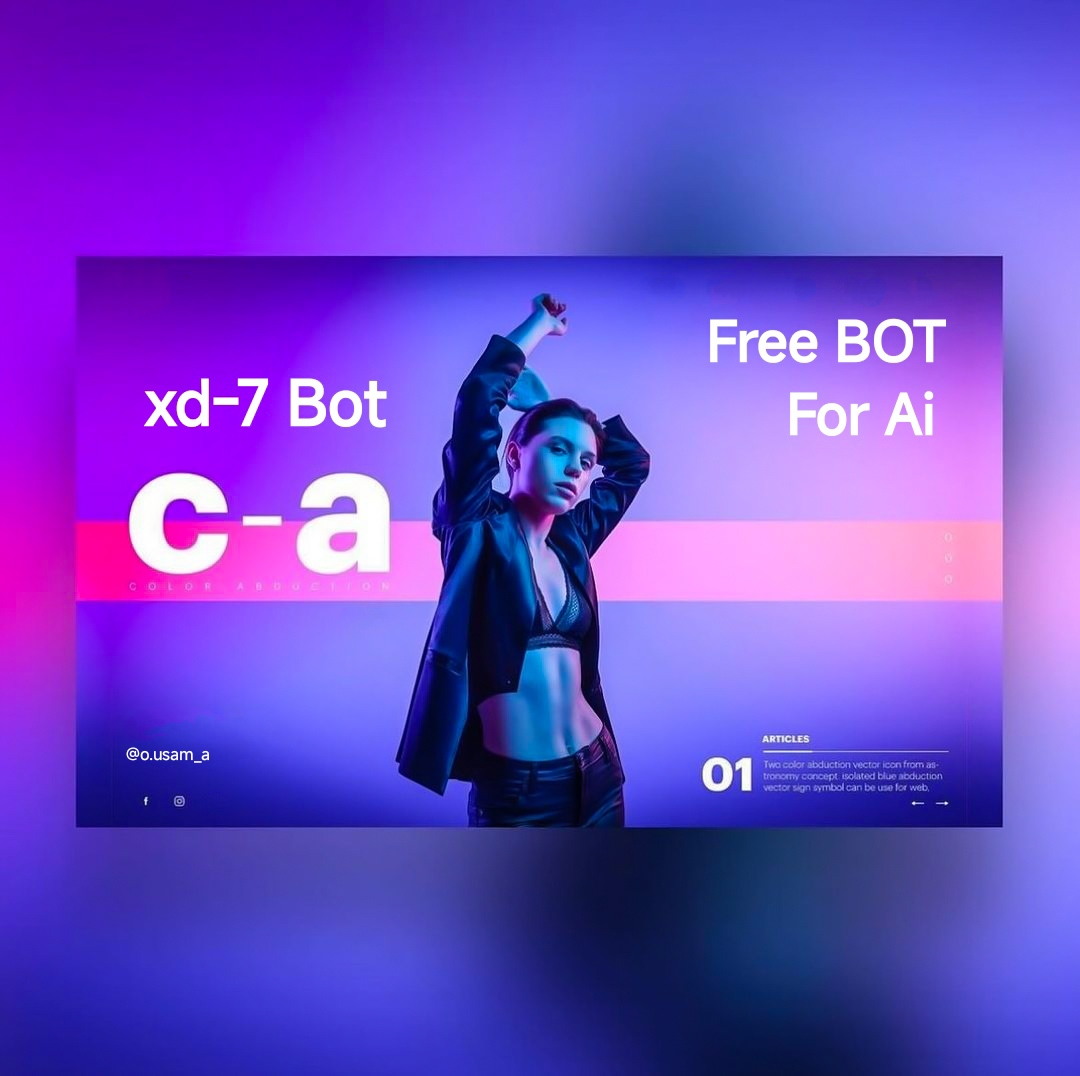 Free BOT
For Ai
xd-7 Bot
c-a
COLOR ABDUCTION
@o.usam_a
ARTICLES
01
Two color abduction vector icon from as-
tronomy concept. isolated blue abduction
vector sign symbol can be use for web,